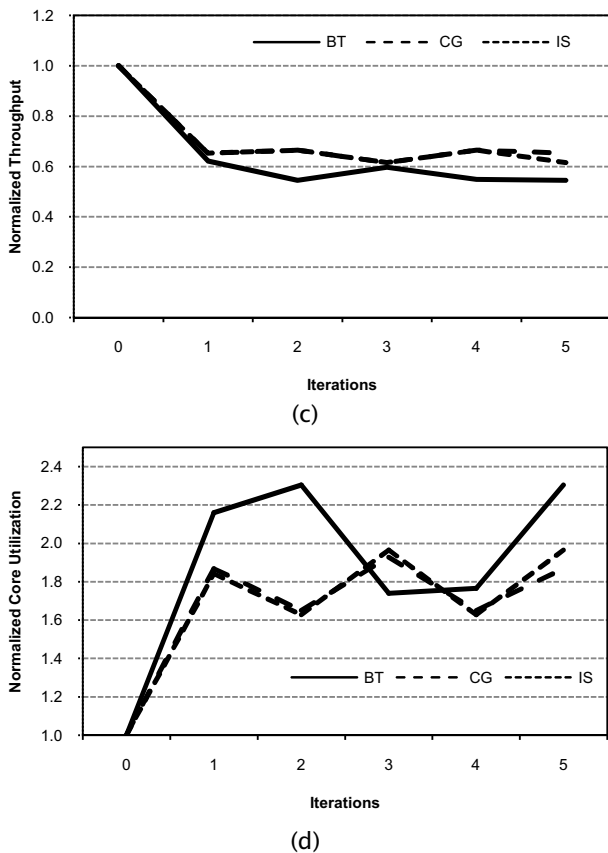 1.2
BT CG IS
1.0
0.8
0.6
0.4
0.2
0.0
Normalized Throughput
0 1 2 3 4 5
Iterations
(c)
2.4
2.2
2.0
1.8
1.6
1.4
1.2
1.0
Normalized Core Utilization
BT CG IS
0 1 2 3 4 5
Iterations
(d)